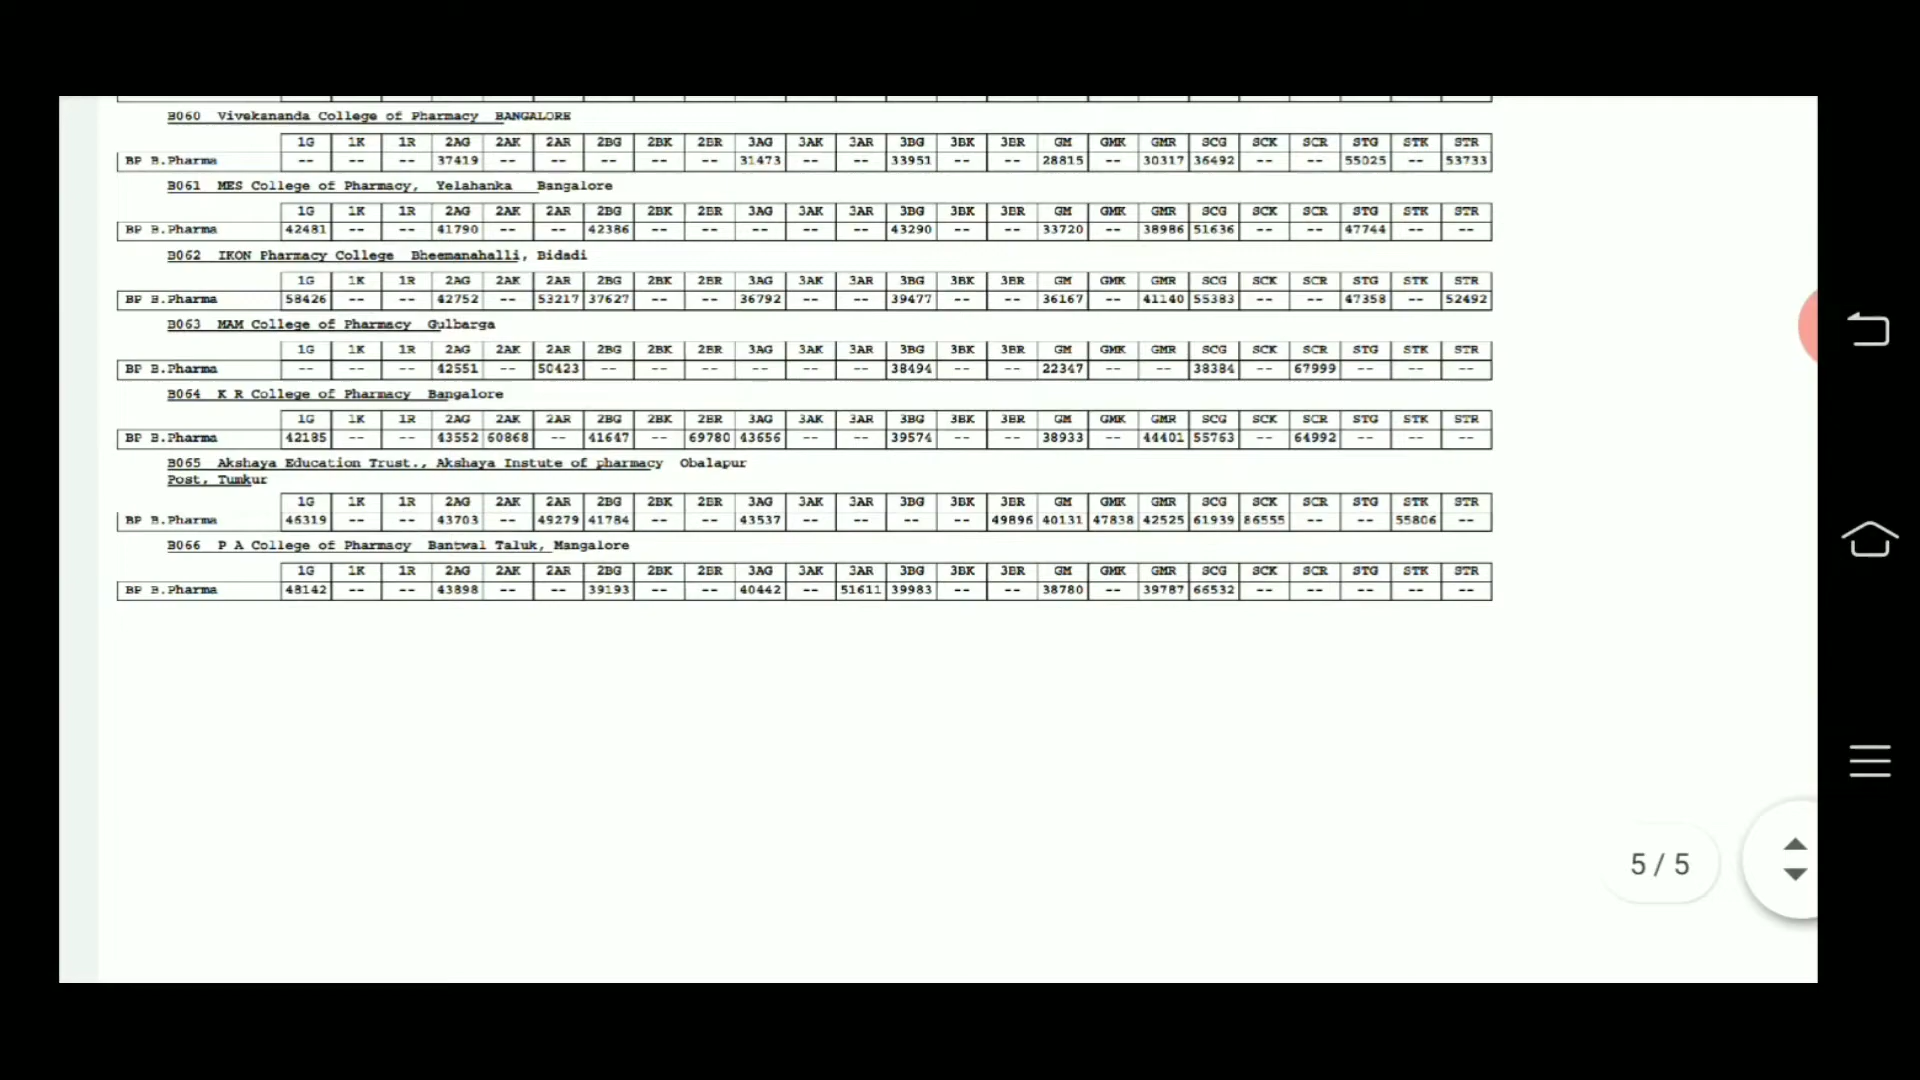 B060 Vivekananda College of Pharmacy BANGALORE
1G 1K 1R 2AG 2AK 2AR 2BG 2BK 2BR 3AG 3AK 3AR 3BG 3BK 3BR GM GMK GMR SCG SCK SCR STG STK STR
BP B.Pharma -- -- -- 37419 -- -- -- -- -- 31473 -- -- 33951 -- -- 28815 -- 30317 36492 -- -- 55025 -- 53733
B061 MES College of Pharmacy, Yelahanka Bangalore
1G 1K 1R 2AG 2AK 2AR 2BG 2BK 2BR 3AG 3AK 3AR 3BG 3BK 3BR GM GMK GMR SCG SCK SCR STG STK STR
BP B.Pharma 42481 -- -- 41790 -- -- 42386 -- -- -- -- -- 43290 -- -- 33720 -- 38986 51636 -- -- 47744 -- --
B062 IKON Pharmacy College Bheemanahalli, Bidadi
1G 1K 1R 2AG 2AK 2AR 2BG 2BK 2BR 3AG 3AK 3AR 3BG 3BK 3BR GM GMK GMR SCG SCK SCR STG STK STR
BP B.Pharma 58426 -- -- 42752 -- 53217 37627 -- -- 36792 -- -- 39477 -- -- 36167 -- 41140 55383 -- -- 47358 -- 52492
B063 MAM College of Pharmacy Gulbarga
1G 1K 1R 2AG 2AK 2AR 2BG 2BK 2BR 3AG 3AK 3AR 3BG 3BK 3BR GM GMK GMR SCG SCK SCR STG STK STR
BP B.Pharma -- -- -- 42551 -- 50423 -- -- -- -- -- -- 38494 -- -- 22347 -- -- 38384 -- 67999 -- -- --
B064 K R College of Pharmacy Bangalore
1G 1K 1R 2AG 2AK 2AR 2BG 2BK 2BR 3AG 3AK 3AR 3BG 3BK 3BR GM GMK GMR SCG SCK SCR STG STK STR
BP B.Pharma 42185 -- -- 43552 60868 -- 41647 -- 69780 43656 -- -- 39574 -- -- 38933 -- 44401 55763 -- 64992 -- -- --
B065 Akshaya Education Trust., Akshaya Instute of pharmacy Obalapur
Post, Tumkur
1G 1K 1R 2AG 2AK 2AR 2BG 2BK 2BR 3AG 3AK 3AR 3BG 3BK 3BR GM GMK GMR SCG SCK SCR STG STK STR
BP B.Pharma 46319 -- -- 43703 -- 49279 41784 -- -- 43537 -- -- -- -- 49896 40131 47838 42525 61939 86555 -- -- 55806 --
B066 P A College of Pharmacy Bantwal Taluk, Mangalore
1G 1K 1R 2AG 2AK 2AR 2BG 2BK 2BR 3AG 3AK 3AR 3BG 3BK 3BR GM GMK GMR SCG SCK SCR STG STK STR
BP B.Pharma 48142 -- -- 43898 -- -- 39193 -- -- 40442 -- 51611 39983 -- -- 38780 -- 39787 66532 -- -- -- -- --
5 / 5